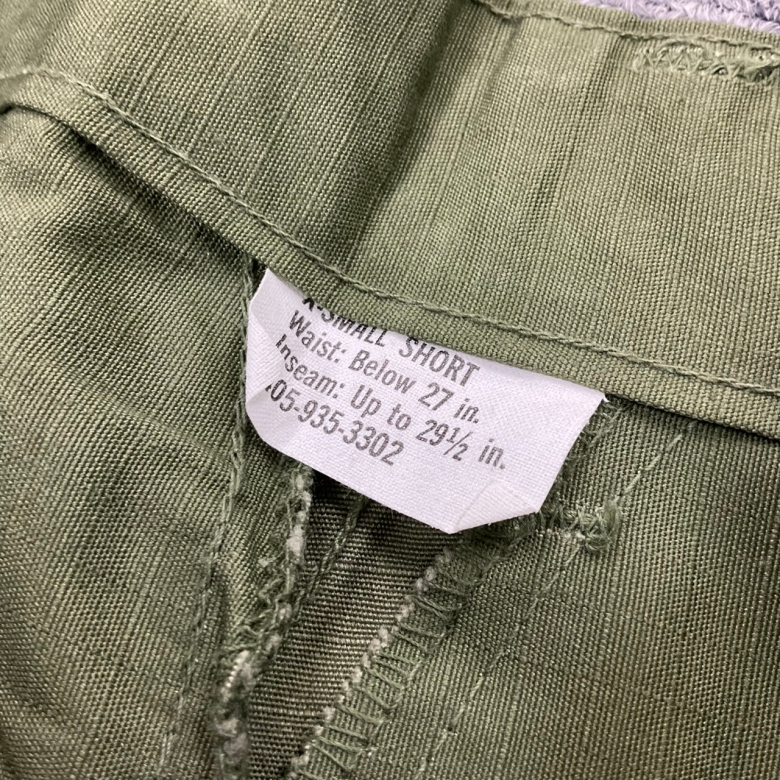 X-SMALL SHORT
Waist: Below 27 in.
Inseam: Up to 29½ in.
05-935-3302